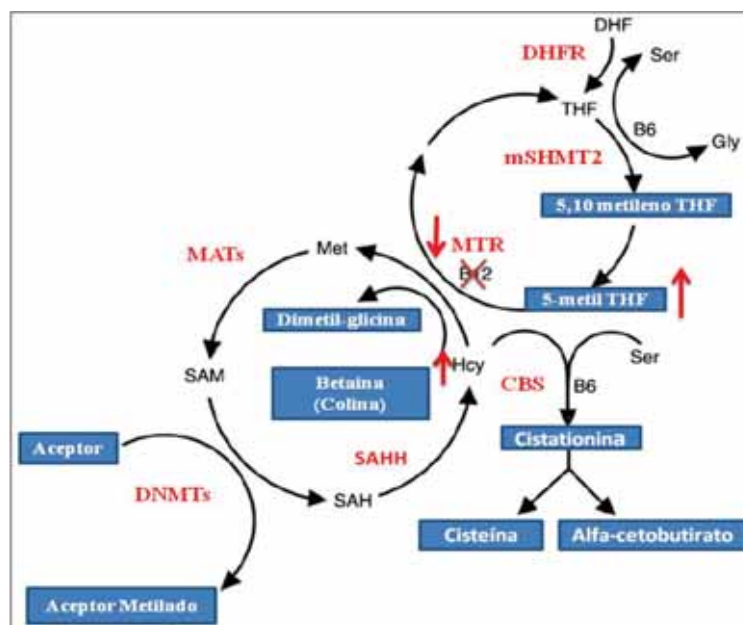 DHF
DHFR
Ser
THF
B6
Gly
mSHMT2
5,10 metileno THF
MTR
B12
Met
MATs
5-metil THF
Dimetil-glicina
Hcy
Ser
SAM
Betaina
(Colina)
CBS
B6
Aceptor
SAHH
Cistationina
DNMTs
SAH
Cisteína
Alfa-cetobutirato
Aceptor Metilado